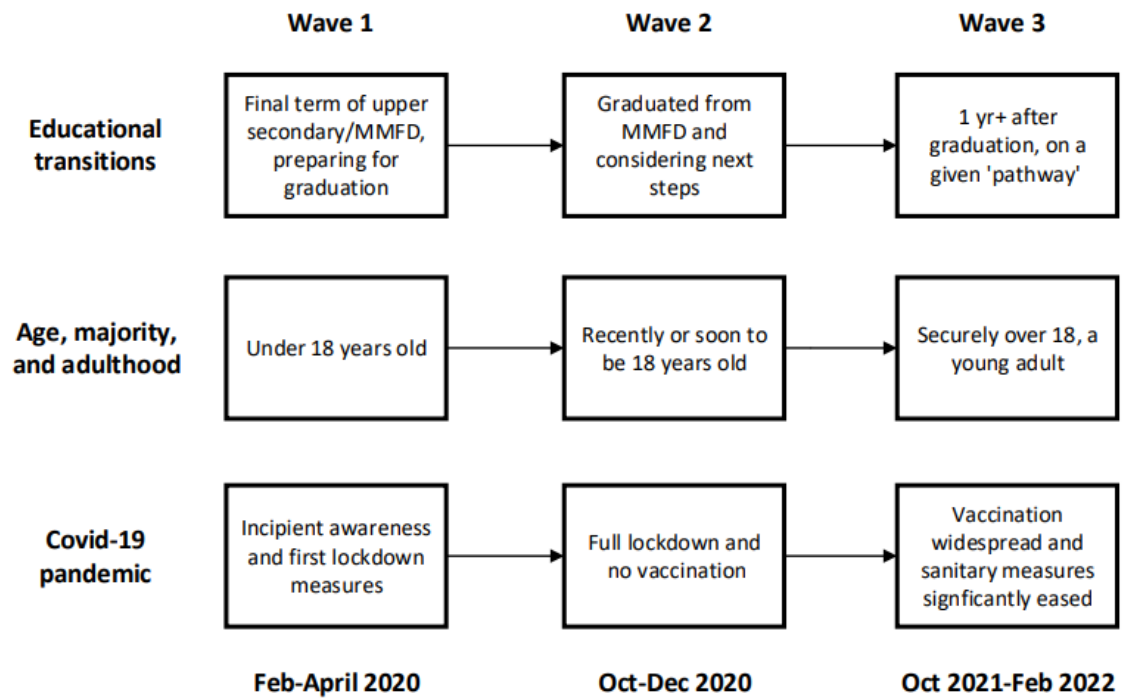 Wave 1
Wave 2
Wave 3
Educational
transitions
Final term of upper
secondary/MMFD,
preparing for
graduation
Graduated from
MMFD and
considering next
steps
1 yr+ after
graduation, on a
given 'pathway'
Age, majority,
and adulthood
Under 18 years old
Recently or soon to
be 18 years old
Securely over 18, a
young adult
Covid-19
pandemic
Incipient awareness
and first lockdown
measures
Full lockdown and
no vaccination
Vaccination
widespread and
sanitary measures
signficantly eased
Feb-April 2020
Oct-Dec 2020
Oct 2021-Feb 2022